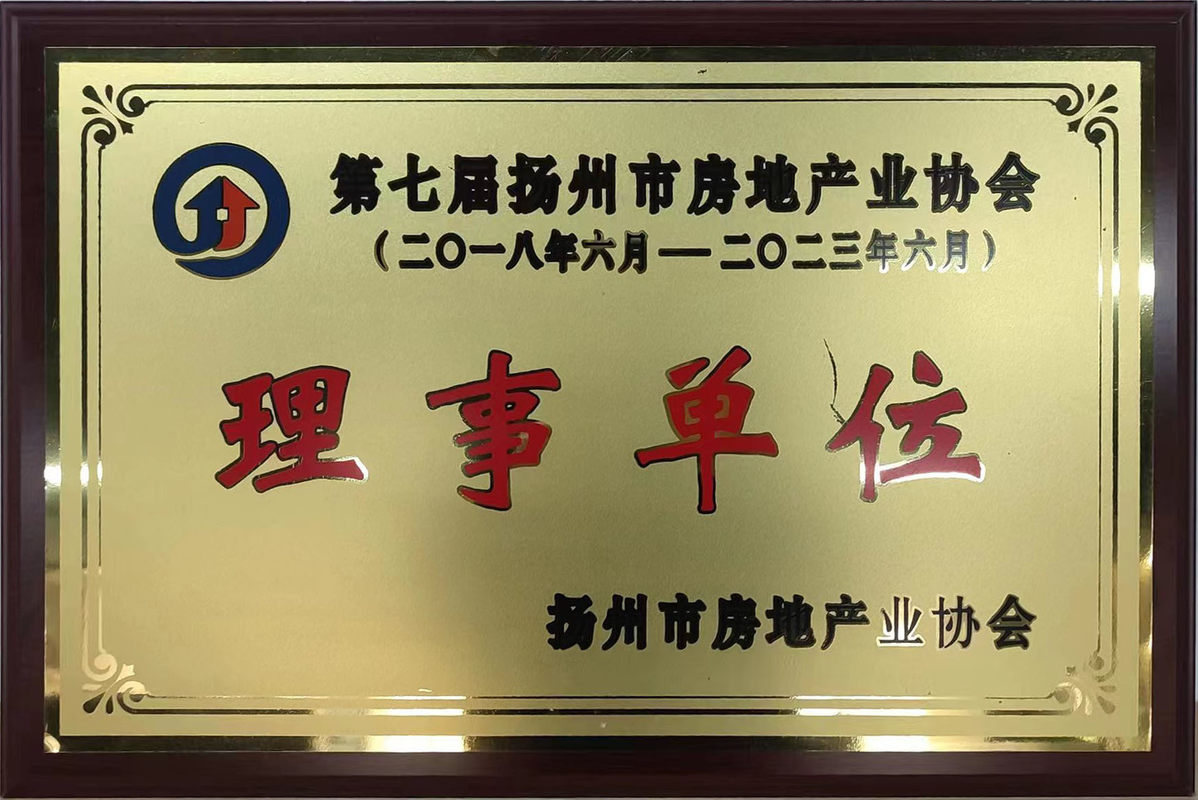 第七届扬州市房地产业协会
（二〇一八年六月—二〇二三年六月）
理事单位
扬州市房地产业协会